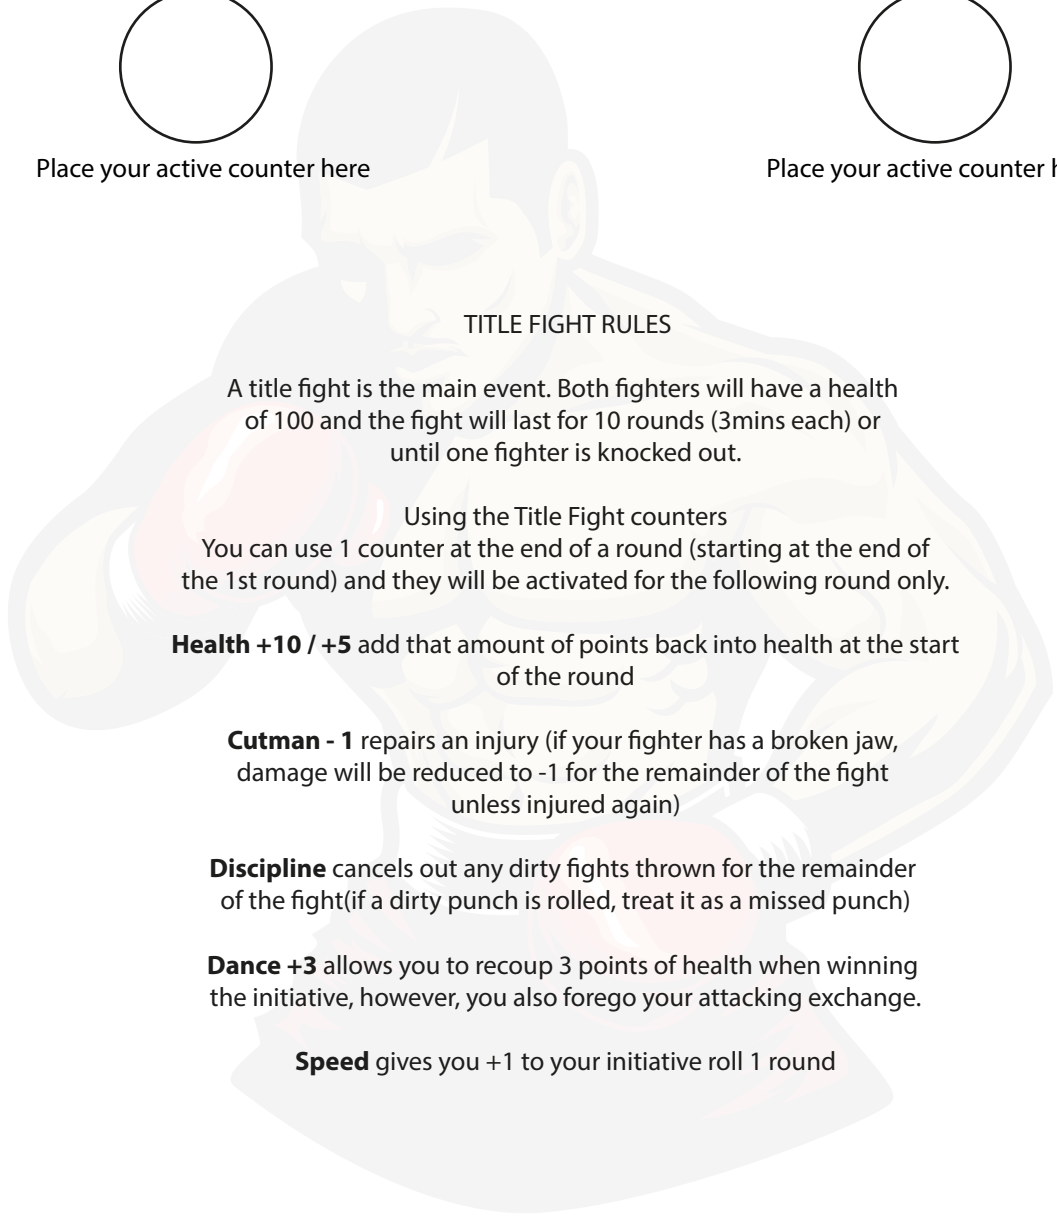 Place your active counter here
Place your active counter
TITLE FIGHT RULES
A title fight is the main event. Both fighters will have a health
of 100 and the fight will last for 10 rounds (3mins each) or
until one fighter is knocked out.
Using the Title Fight counters
You can use 1 counter at the end of a round (starting at the end of
the 1st round) and they will be activated for the following round only.
Health +10 / +5 add that amount of points back into health at the start
of the round
Cutman - 1 repairs an injury (if your fighter has a broken jaw,
damage will be reduced to -1 for the remainder of the fight
unless injured again)
Discipline cancels out any dirty fights thrown for the remainder
of the fight(if a dirty punch is rolled, treat it as a missed punch)
Dance +3 allows you to recoup 3 points of health when winning
the initiative, however, you also forego your attacking exchange.
Speed gives you +1 to your initiative roll 1 round